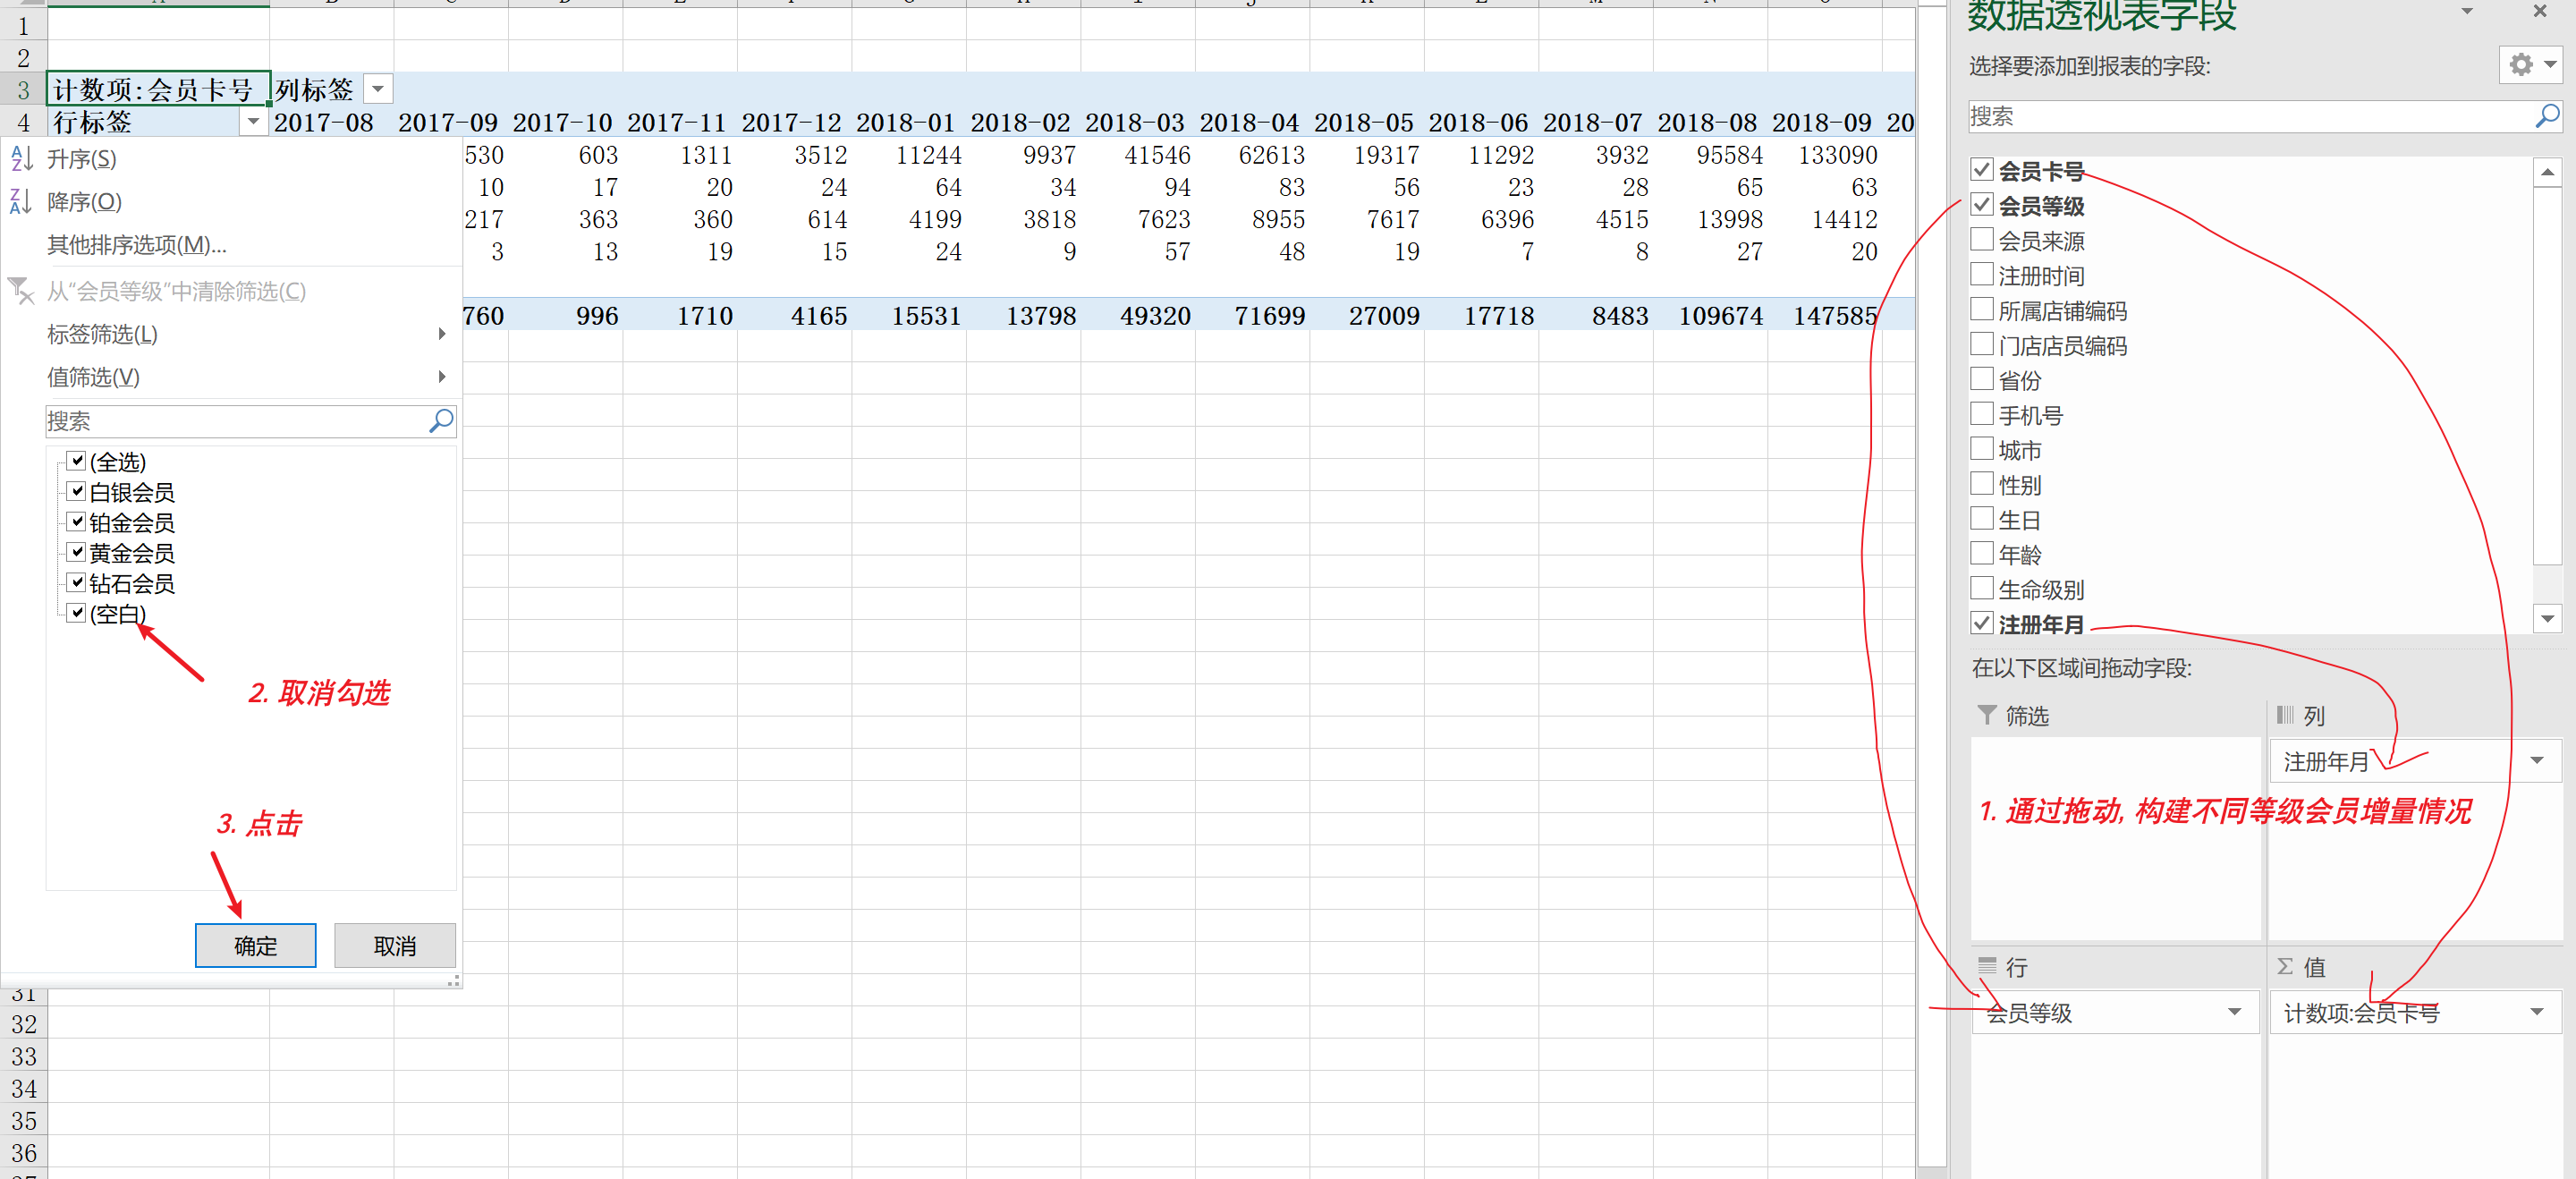 1
2
3 计数项:会员卡号 列标签
4 行标签 2017-08 2017-09 2017-10 2017-11 2017-12 2018-01 2018-02 2018-03 2018-04 2018-05 2018-06 2018-07 2018-08 2018-09 20
530 603 1311 3512 11244 9937 41546 62613 19317 11292 3932 95584 133090
10 17 20 24 64 34 94 83 56 23 28 65 63
217 363 360 614 4199 3818 7623 8955 7617 6396 4515 13998 14412
3 13 19 15 24 9 57 48 19 7 8 27 20
760 996 1710 4165 15531 13798 49320 71699 27009 17718 8483 109674 147585
升序(S)
降序(O)
其他排序选项(M)...
从“会员等级”中清除筛选(C)
标签筛选(L)
值筛选(V)
搜索
(全选)
白银会员
铂金会员
黄金会员
钻石会员
(空白)
2. 取消勾选
3. 点击
确定 取消
31
32
33
34
35
36
数据透视表字段
选择要添加到报表的字段:
搜索
会员卡号
会员等级
会员来源
注册时间
所属店铺编码
门店店员编码
省份
手机号
城市
性别
生日
年龄
生命级别
注册年月
在以下区域间拖动字段:
筛选 列
注册年月
1. 通过拖动, 构建不同等级会员增量情况
行 Σ 值
会员等级 计数项:会员卡号